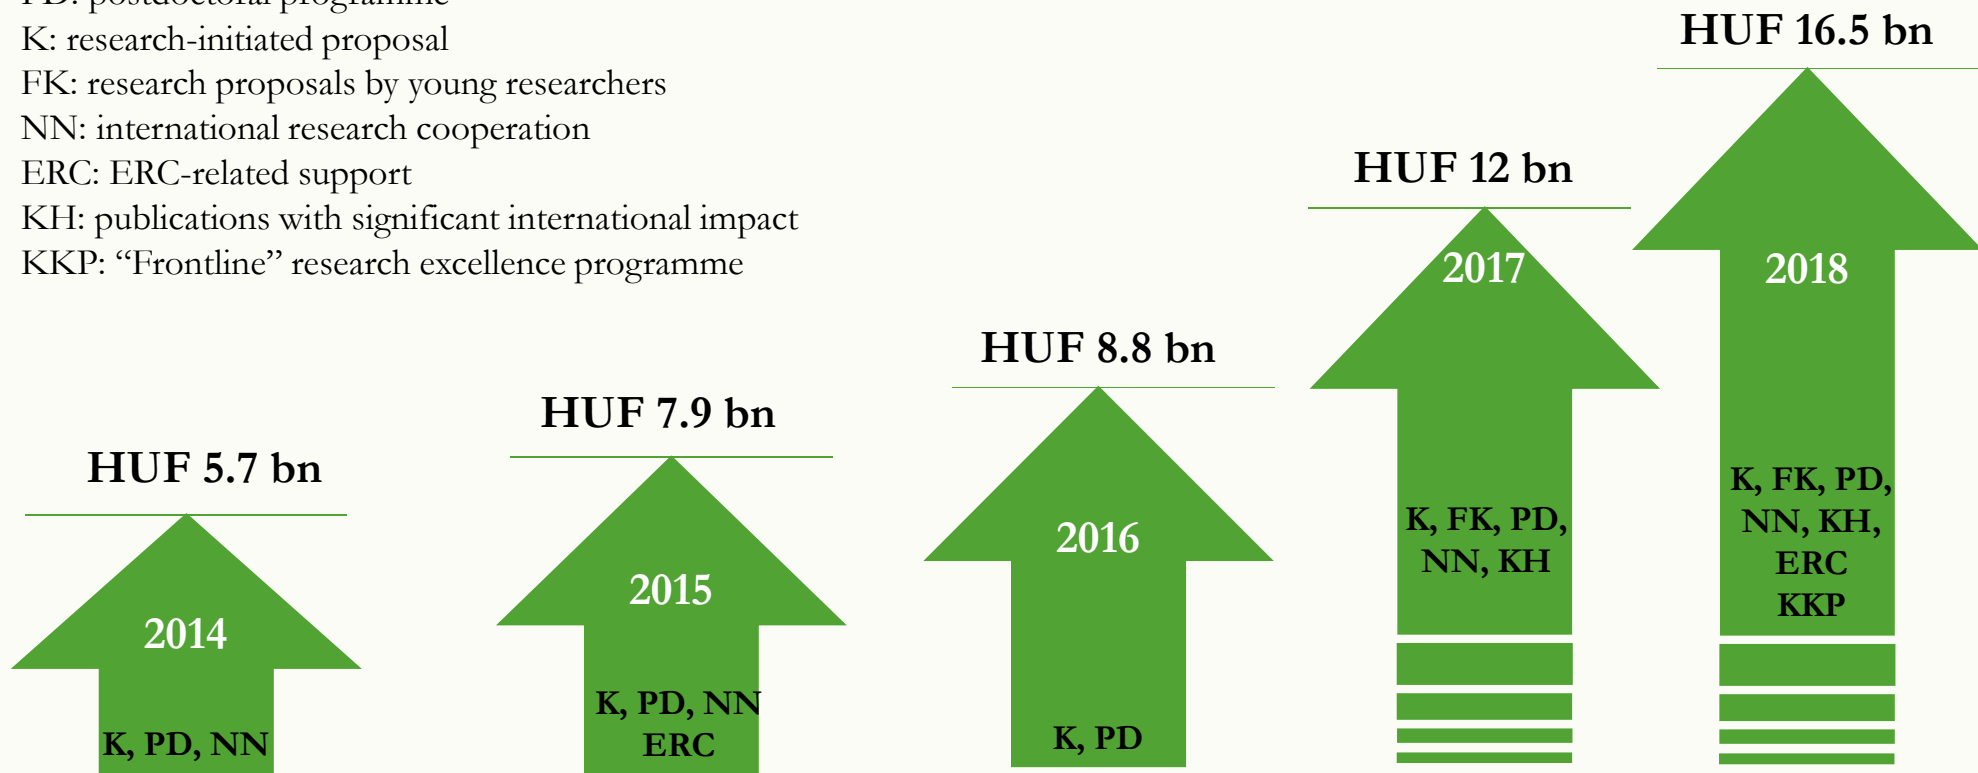 PD: postdoctoral programme
K: research-initiated proposal
FK: research proposals by young researchers
NN: international research cooperation
ERC: ERC-related support
KH: publications with significant international impact
KKP: “Frontline” research excellence programme
HUF 5.7 bn
2014
K, PD, NN
HUF 7.9 bn
2015
K, PD, NN
ERC
HUF 8.8 bn
2016
K, PD
HUF 12 bn
2017
K, FK, PD,
NN, KH
HUF 16.5 bn
2018
K, FK, PD,
NN, KH,
ERC
KKP